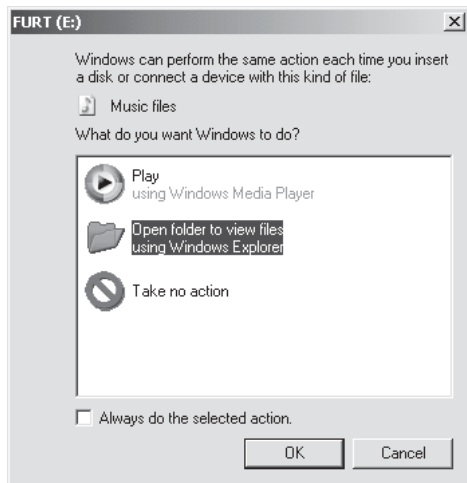 FURT (E:)
Windows can perform the same action each time you insert
a disk or connect a device with this kind of file:
Music files
What do you want Windows to do?
Play
using Windows Media Player
Open folder to view files
using Windows Explorer
Take no action
Always do the selected action.
OK Cancel